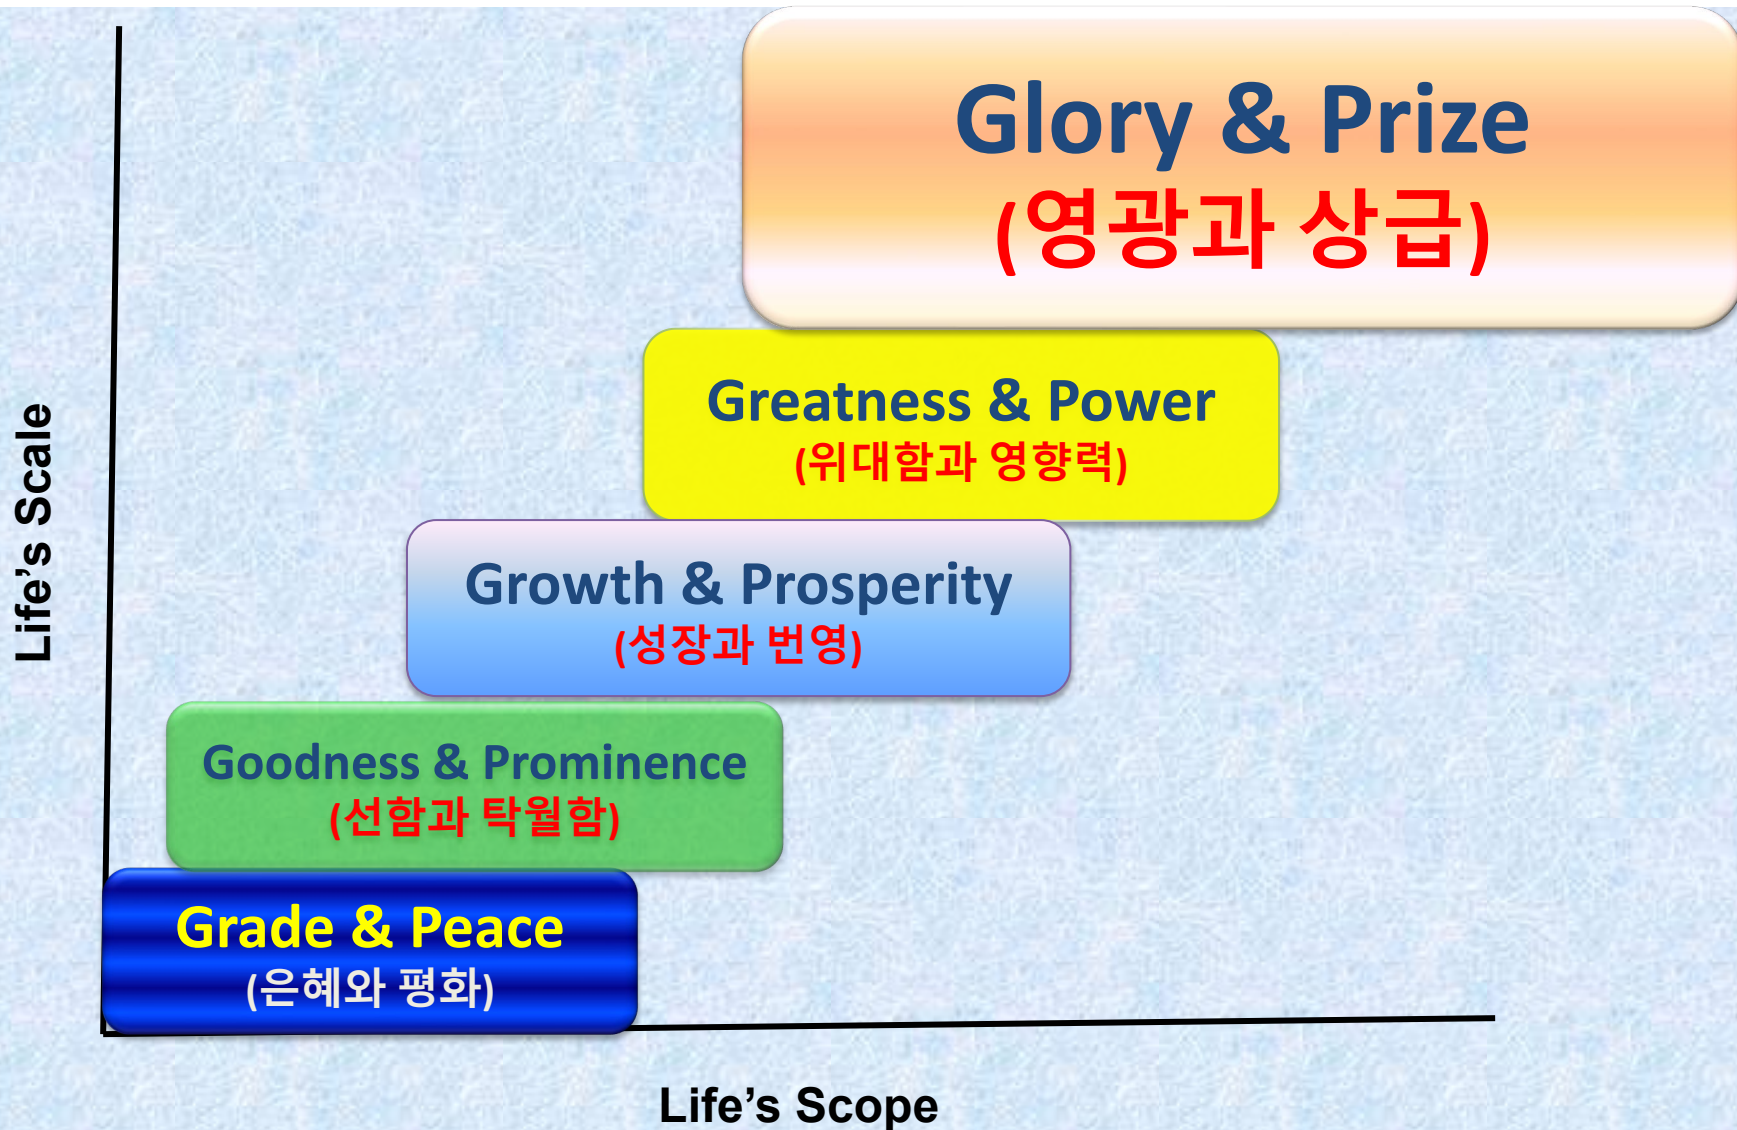 Glory & Prize
(영광과 상급)
Greatness & Power
(위대함과 영향력)
Growth & Prosperity
(성장과 번영)
Goodness & Prominence
(선함과 탁월함)
Grade & Peace
(은혜와 평화)
Life’s Scale
Life’s Scope